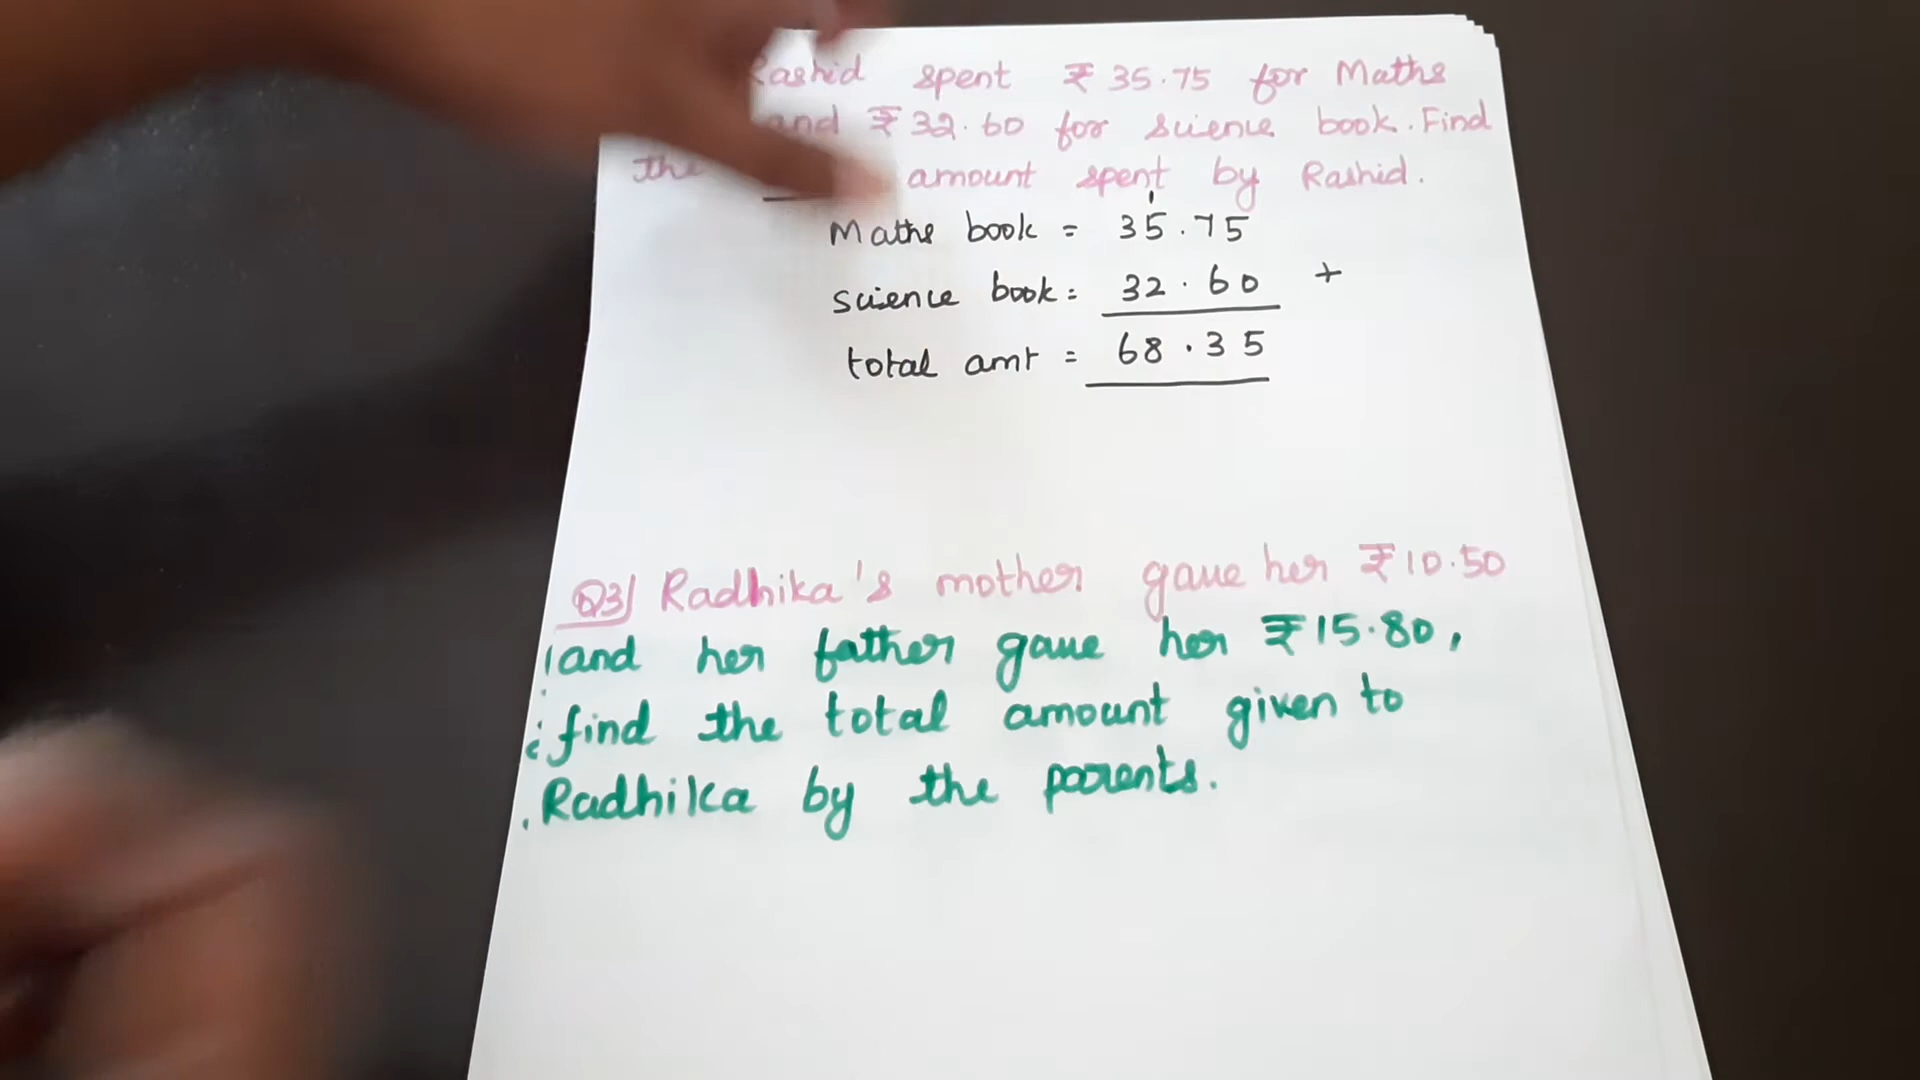 Rashid spent ₹ 35.75 for Maths
and ₹ 32.60 for science book. Find
the amount spent by Rashid.
Maths book = 35.75
science book = 32.60 +
total amt = 68.35
Q3) Radhika's mother gave her ₹10.50
and her father gave her ₹15.80,
find the total amount given to
Radhika by the parents.